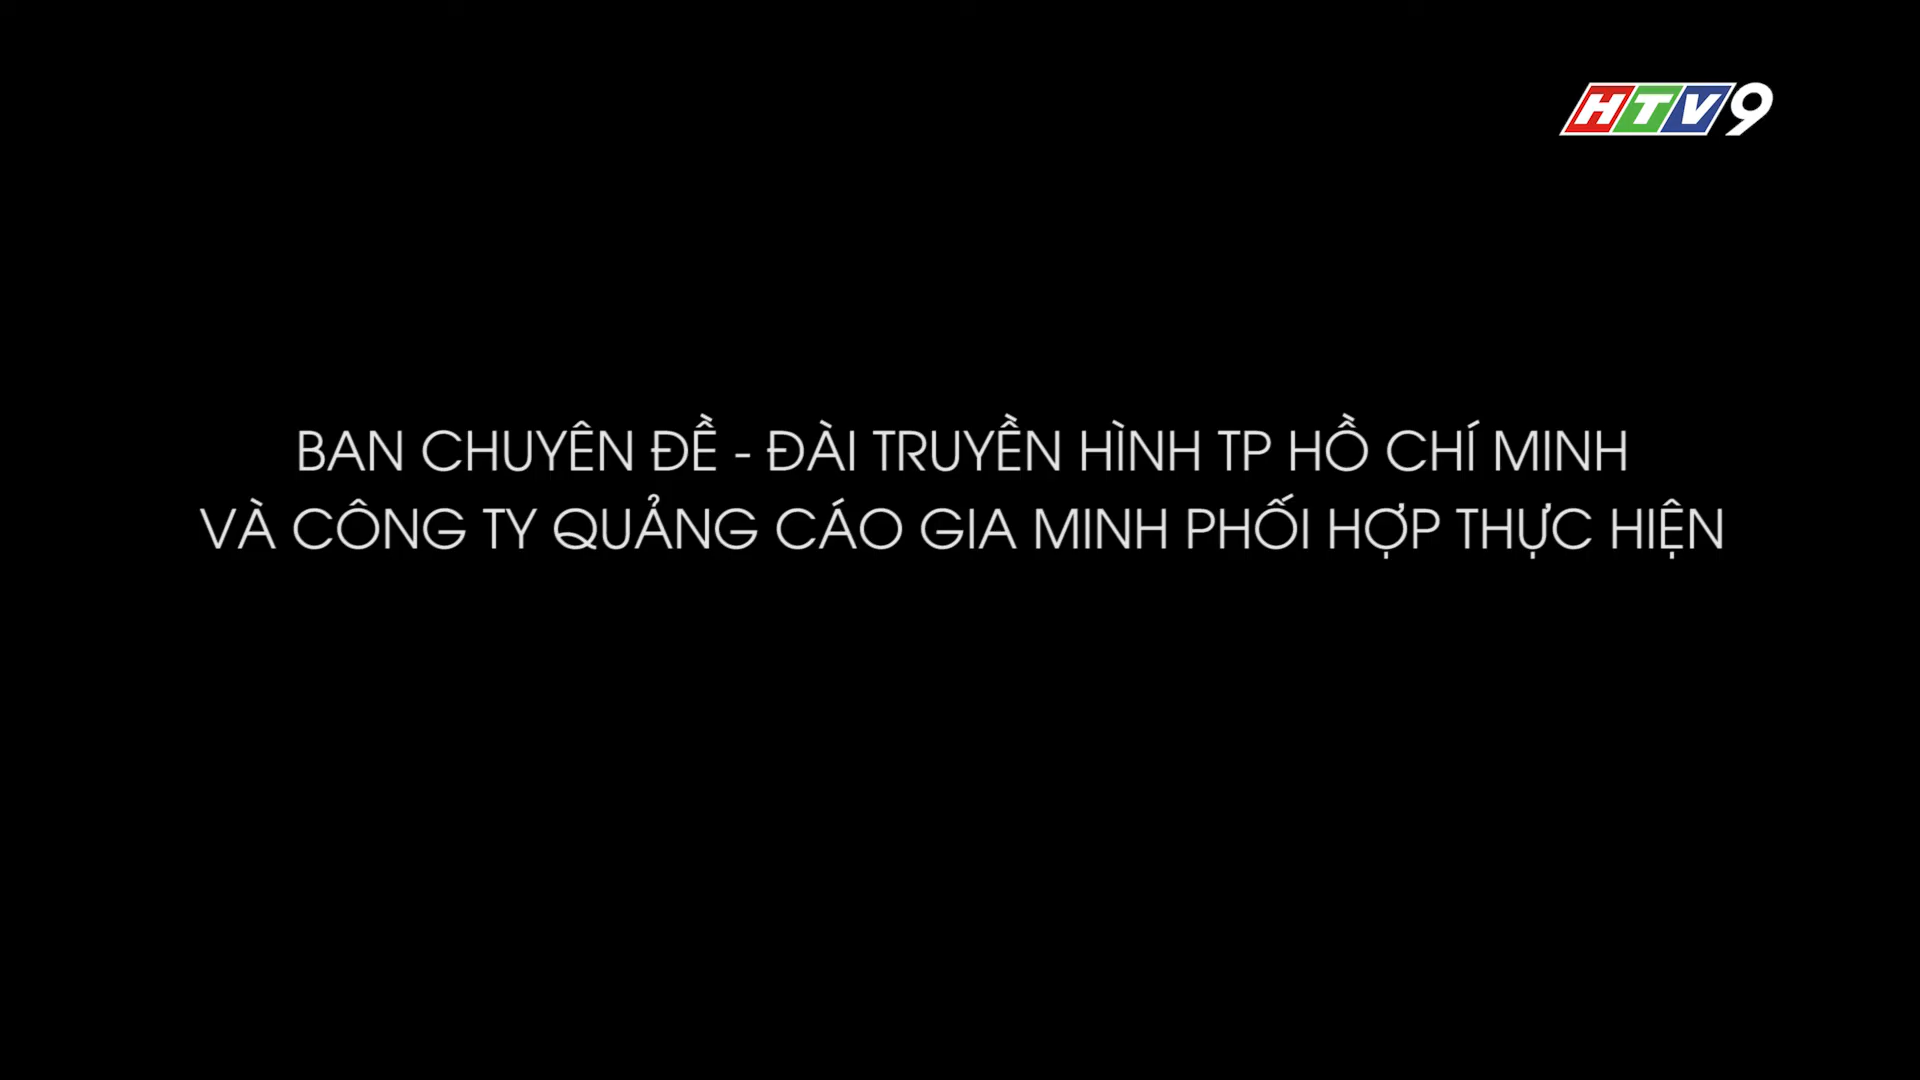 HTV9
BAN CHUYÊN ĐỀ - ĐÀI TRUYỀN HÌNH TP HỒ CHÍ MINH
VÀ CÔNG TY QUẢNG CÁO GIA MINH PHỐI HỢP THỰC HIỆN